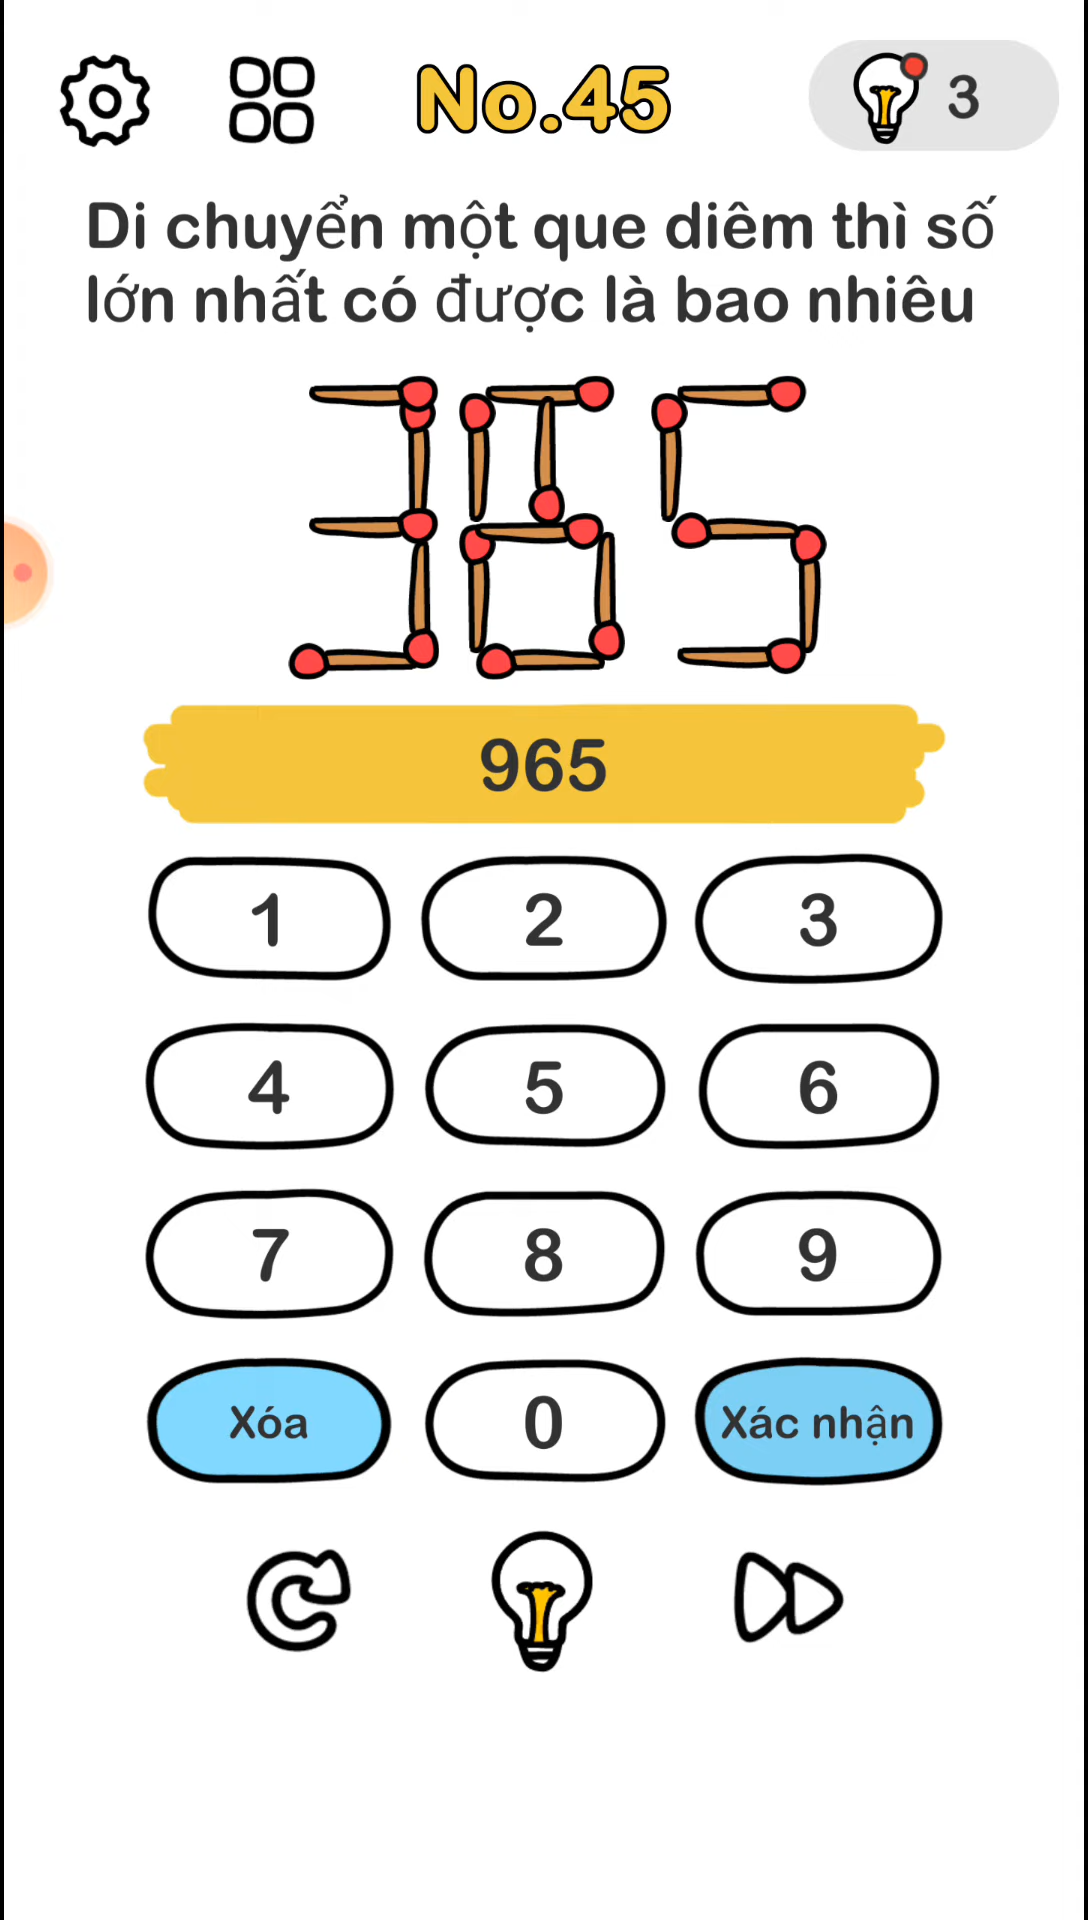 No.45
3
Di chuyển một que diêm thì số
lớn nhất có được là bao nhiêu
385
965
1 2 3
4 5 6
7 8 9
Xóa 0 Xác nhận